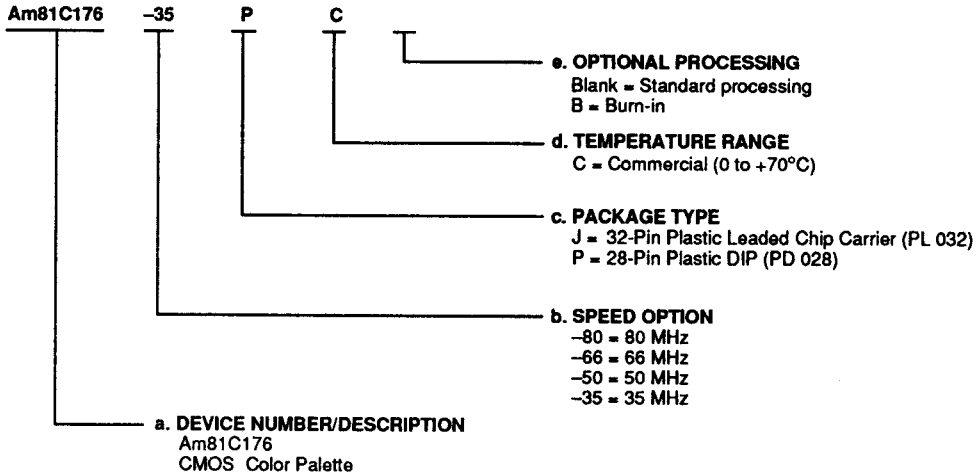 Am81C176 –35 P C
e. OPTIONAL PROCESSING
Blank = Standard processing
B = Burn-in
d. TEMPERATURE RANGE
C = Commercial (0 to +70°C)
c. PACKAGE TYPE
J = 32-Pin Plastic Leaded Chip Carrier (PL 032)
P = 28-Pin Plastic DIP (PD 028)
b. SPEED OPTION
–80 = 80 MHz
–66 = 66 MHz
–50 = 50 MHz
–35 = 35 MHz
a. DEVICE NUMBER/DESCRIPTION
Am81C176
CMOS Color Palette